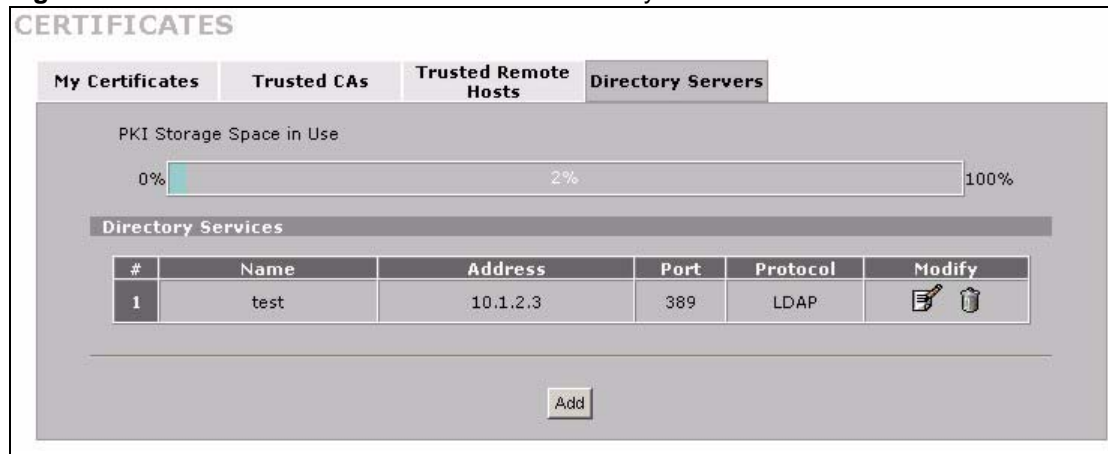 CERTIFICATES
My Certificates Trusted CAs Trusted Remote Hosts Directory Servers
PKI Storage Space in Use
0% 2% 100%
Directory Services
# Name Address Port Protocol Modify
1 test 10.1.2.3 389 LDAP
Add